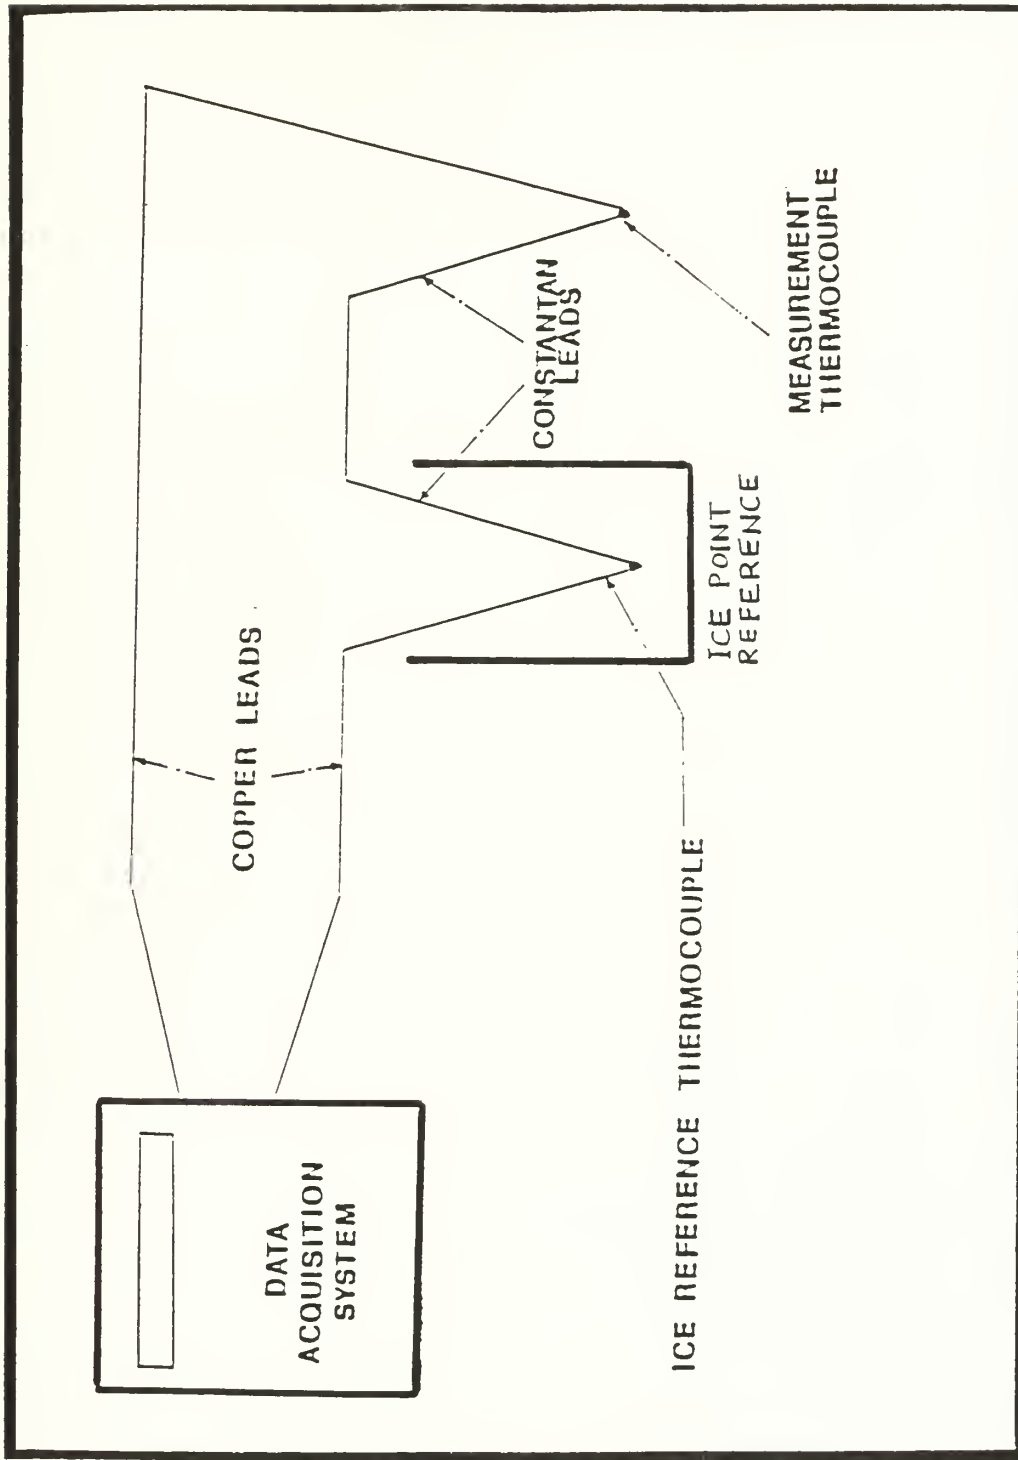 DATA
ACQUISITION
SYSTEM
COPPER LEADS
CONSTANTAN
LEADS
ICE POINT
REFERENCE
MEASUREMENT
THERMOCOUPLE
ICE REFERENCE THERMOCOUPLE